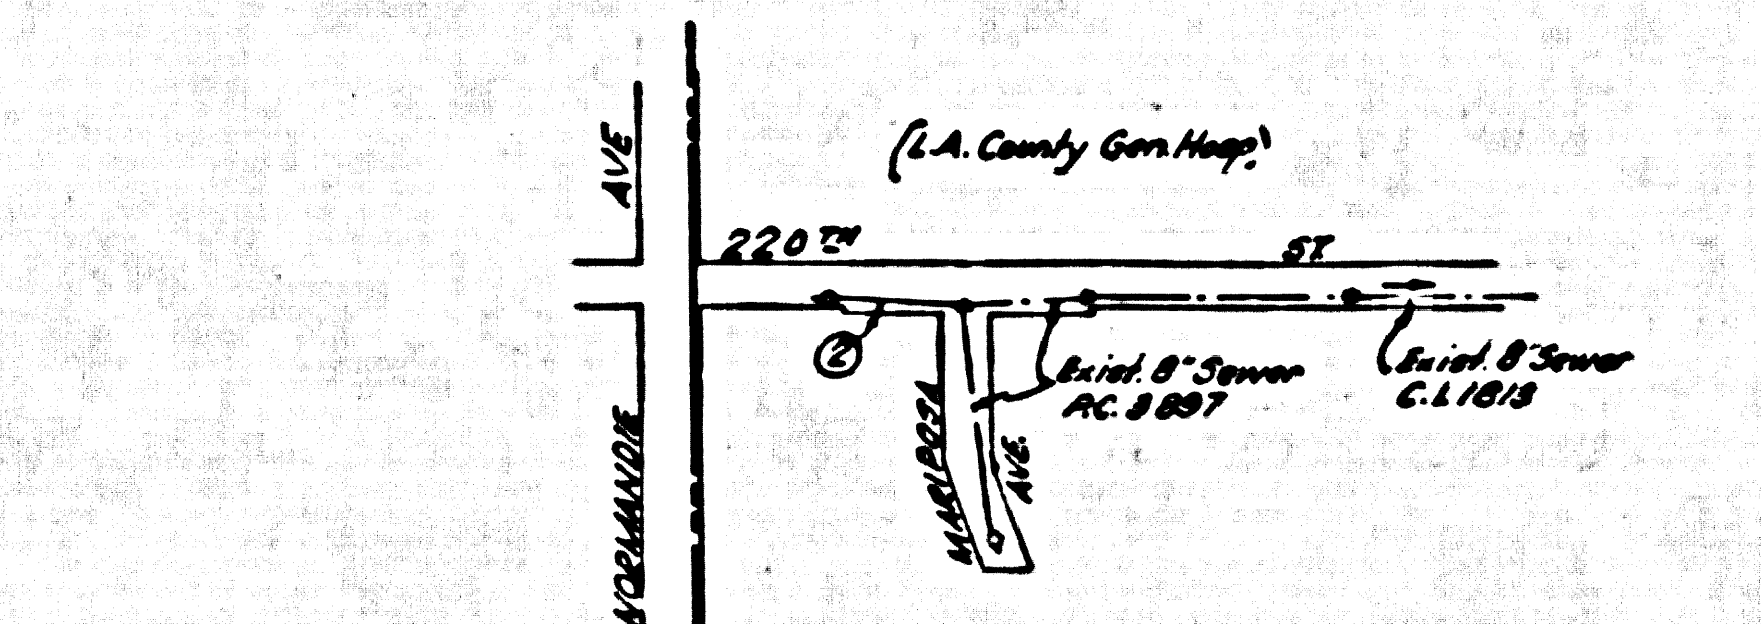 AVE
(L.A. County Gen. Hosp.)
220TH ST
2
Exist. 8" Sewer
P.C. 3897
Exist. 8" Sewer
C.I. 1813
MARIPOSA
AVE.
NORMANDIE